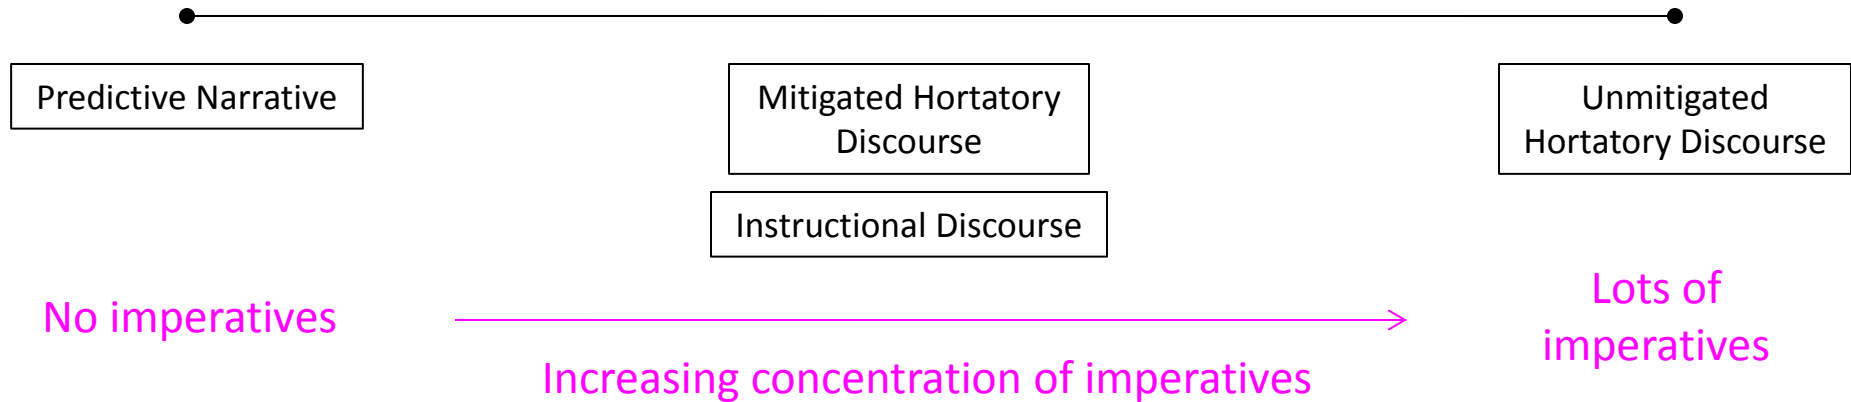 Predictive Narrative
Mitigated Hortatory
Discourse
Unmitigated
Hortatory Discourse
Instructional Discourse
No imperatives
Lots of
imperatives
Increasing concentration of imperatives